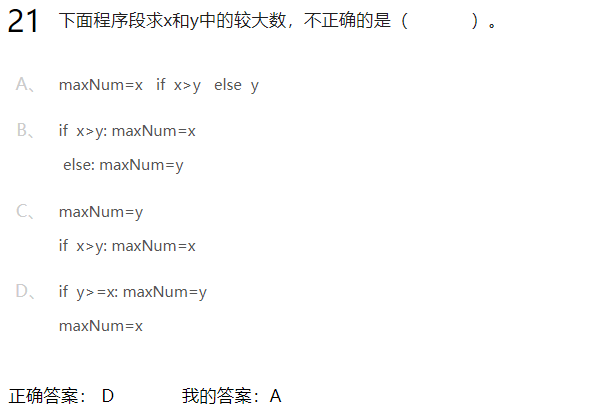 21 下面程序段求x和y中的较大数，不正确的是（ ）。
A、 maxNum=x if x>y else y
B、 if x>y: maxNum=x
else: maxNum=y
C、 maxNum=y
if x>y: maxNum=x
D、 if y>=x: maxNum=y
maxNum=x
正确答案： D 我的答案：A